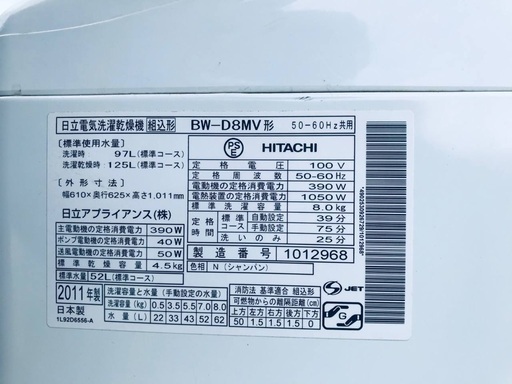 日立電気洗濯乾燥機 組込形 BW-D8MV形 50-60Hz共用
〔標準使用水量〕
洗濯時 97L(標準コース)
洗濯乾燥時 125L(標準コース)
〔外形寸法〕(mm)
幅610×奥行625×高さ1,011mm
日立アプライアンス(株)
主電動機の定格消費電力 390W
ポンプ電動機の定格消費電力 40W
送風電動機の定格消費電力 50W
標準乾燥容量 4.5kg
標準水量 52L(標準コース)
PS E HITACHI
定格電圧 100V
定格周波数 50-60Hz
電動機の定格消費電力 390W
電熱装置の定格消費電力 1050W
標準洗濯容量 8.0kg
定格時間 標準 自動設定 39分
手動設定 75分
洗いのみ 25分
製造番号 1012968
色柄 N(シャンパン)
2011年製
日本製
1L92D6556-A
洗濯容量と水量(手動設定の水量)
洗濯容量(kg) 0.5 3.5 5.5 7.0 8.0
水量(L) 22 33 43 52 62
消防法 基準適合 組込形
可燃物からの離隔距離(cm)
上方 左方 右方 前方 後方 下方
50 1.5 1.5 1.5 0
S JET